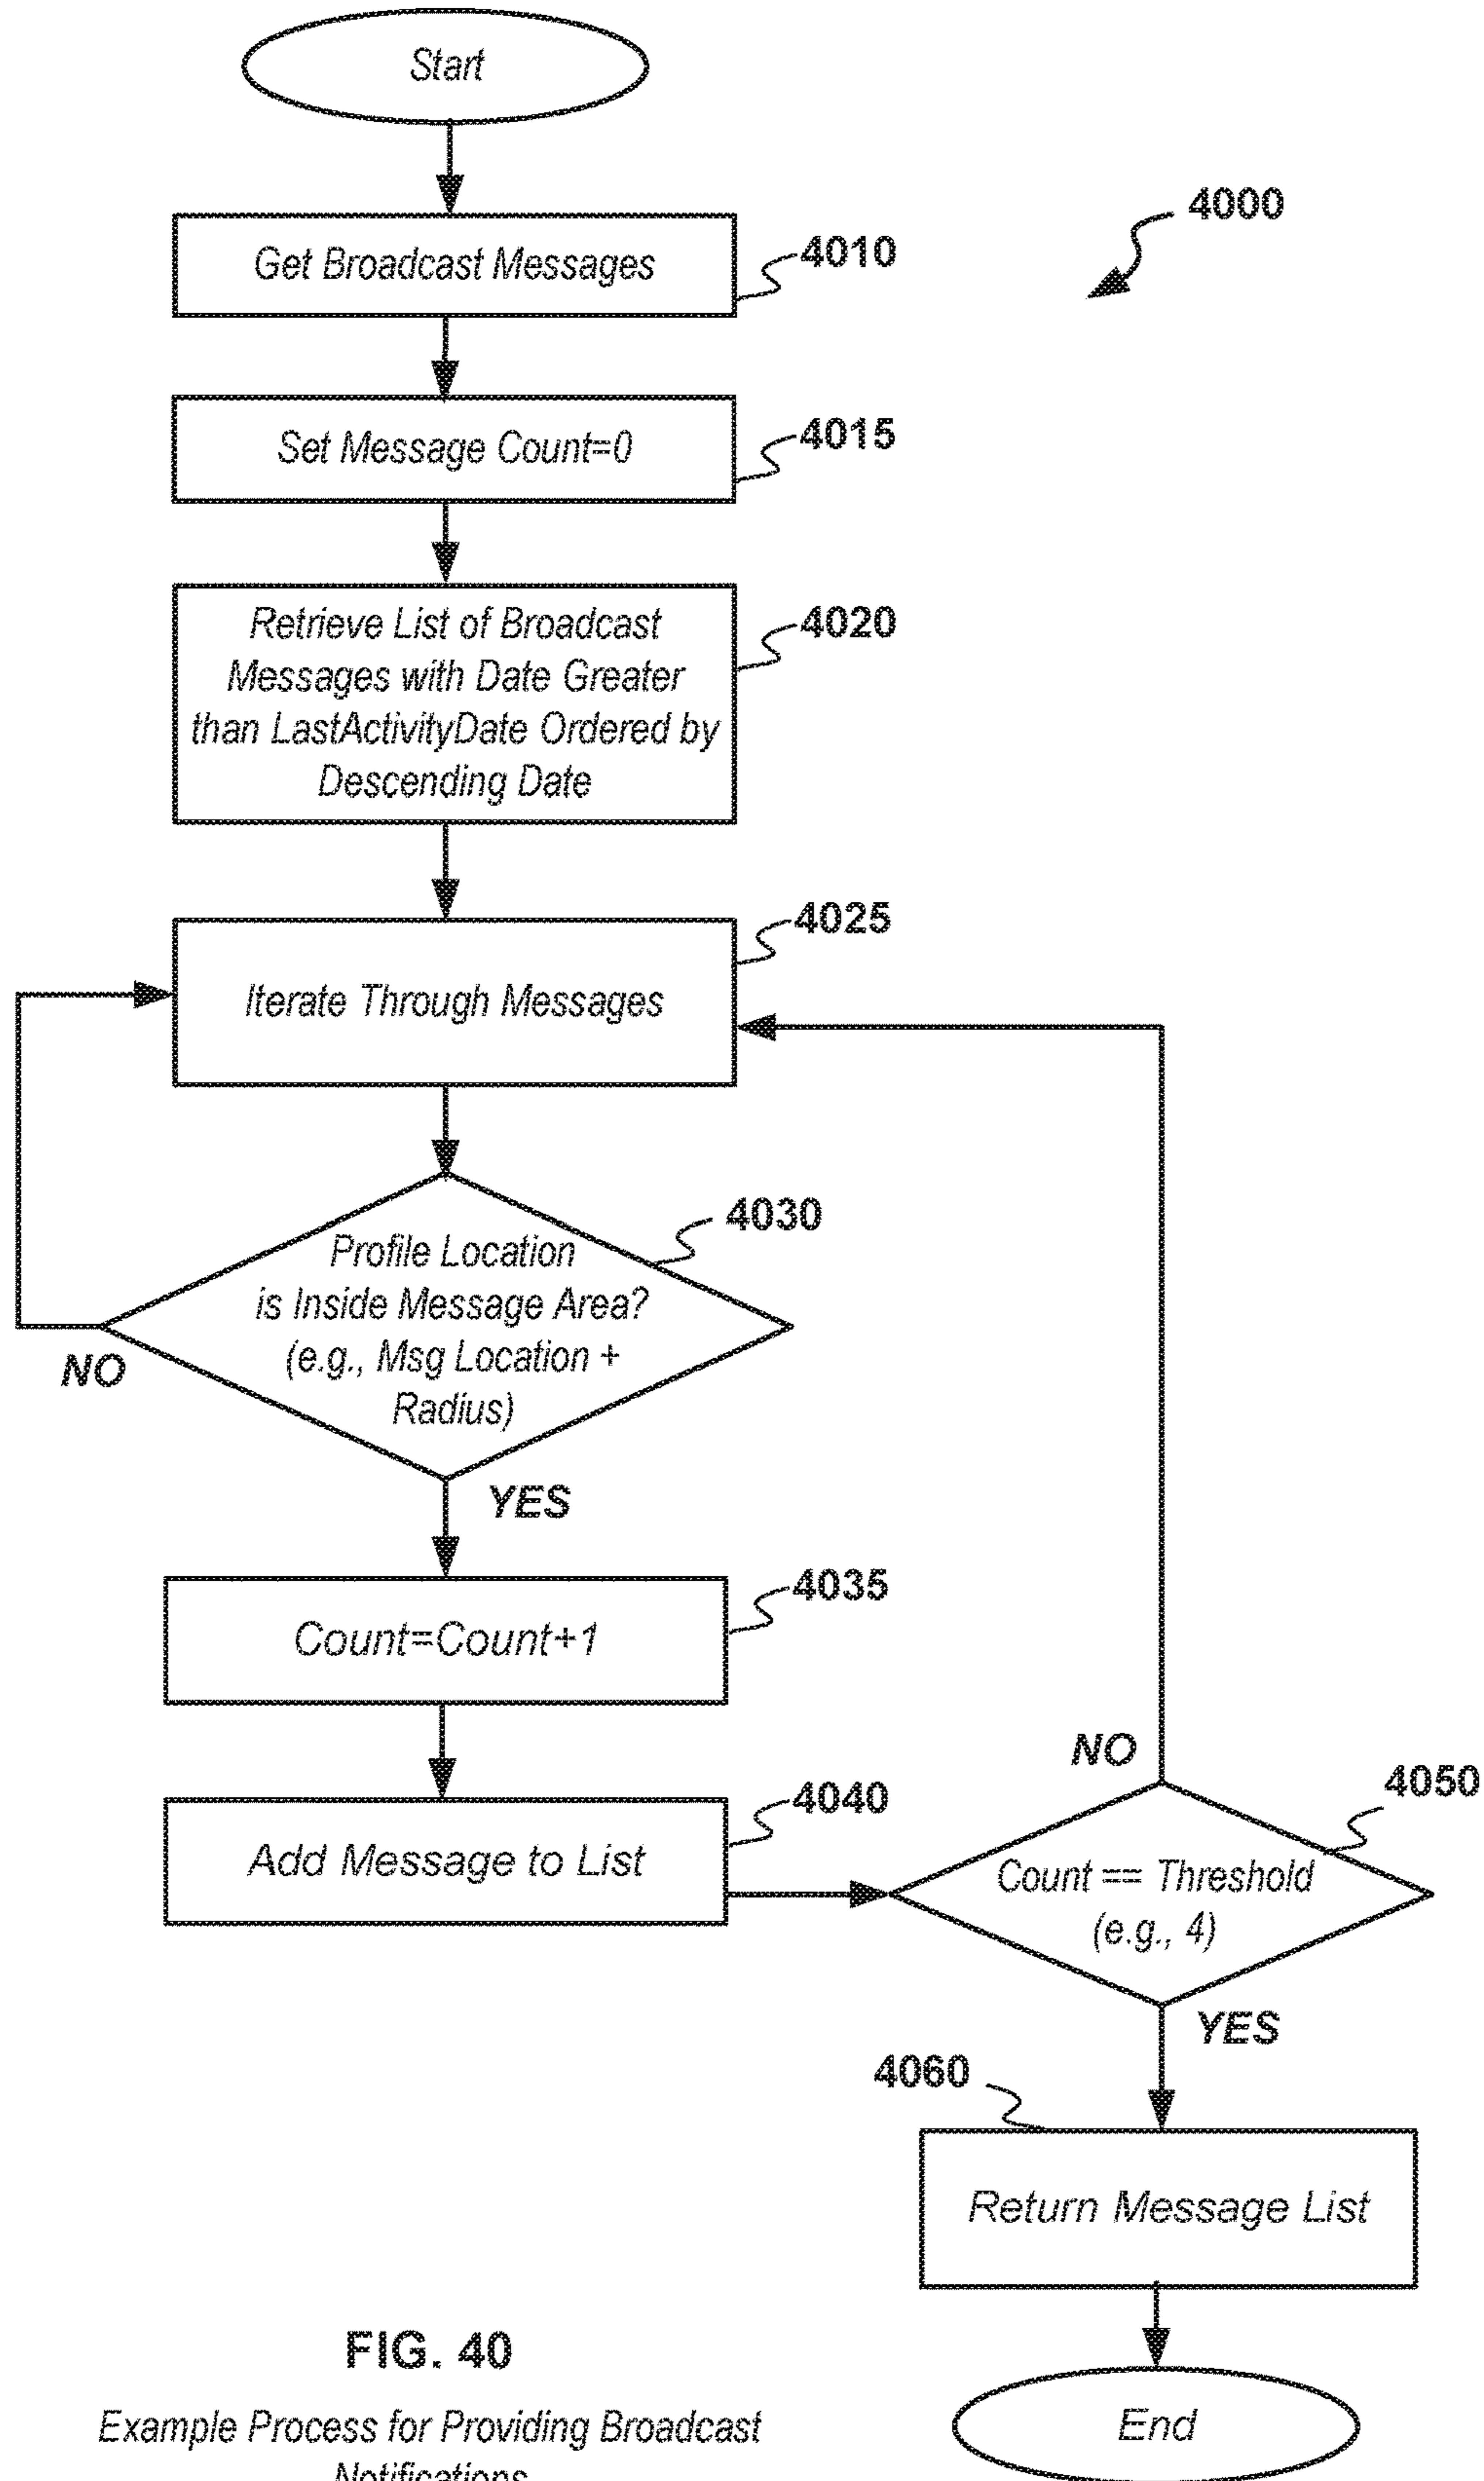 Start
4000
Get Broadcast Messages
4010
Set Message Count=0
4015
Retrieve List of Broadcast
Messages with Date Greater
than LastActivityDate Ordered by
Descending Date
4020
Iterate Through Messages
4025
Profile Location
is Inside Message Area?
(e.g., Msg Location +
Radius)
4030
NO
YES
Count=Count+1
4035
Add Message to List
4040
NO
4050
Count == Threshold
(e.g., 4)
YES
4060
Return Message List
End
FIG. 40
Example Process for Providing Broadcast
Notifications